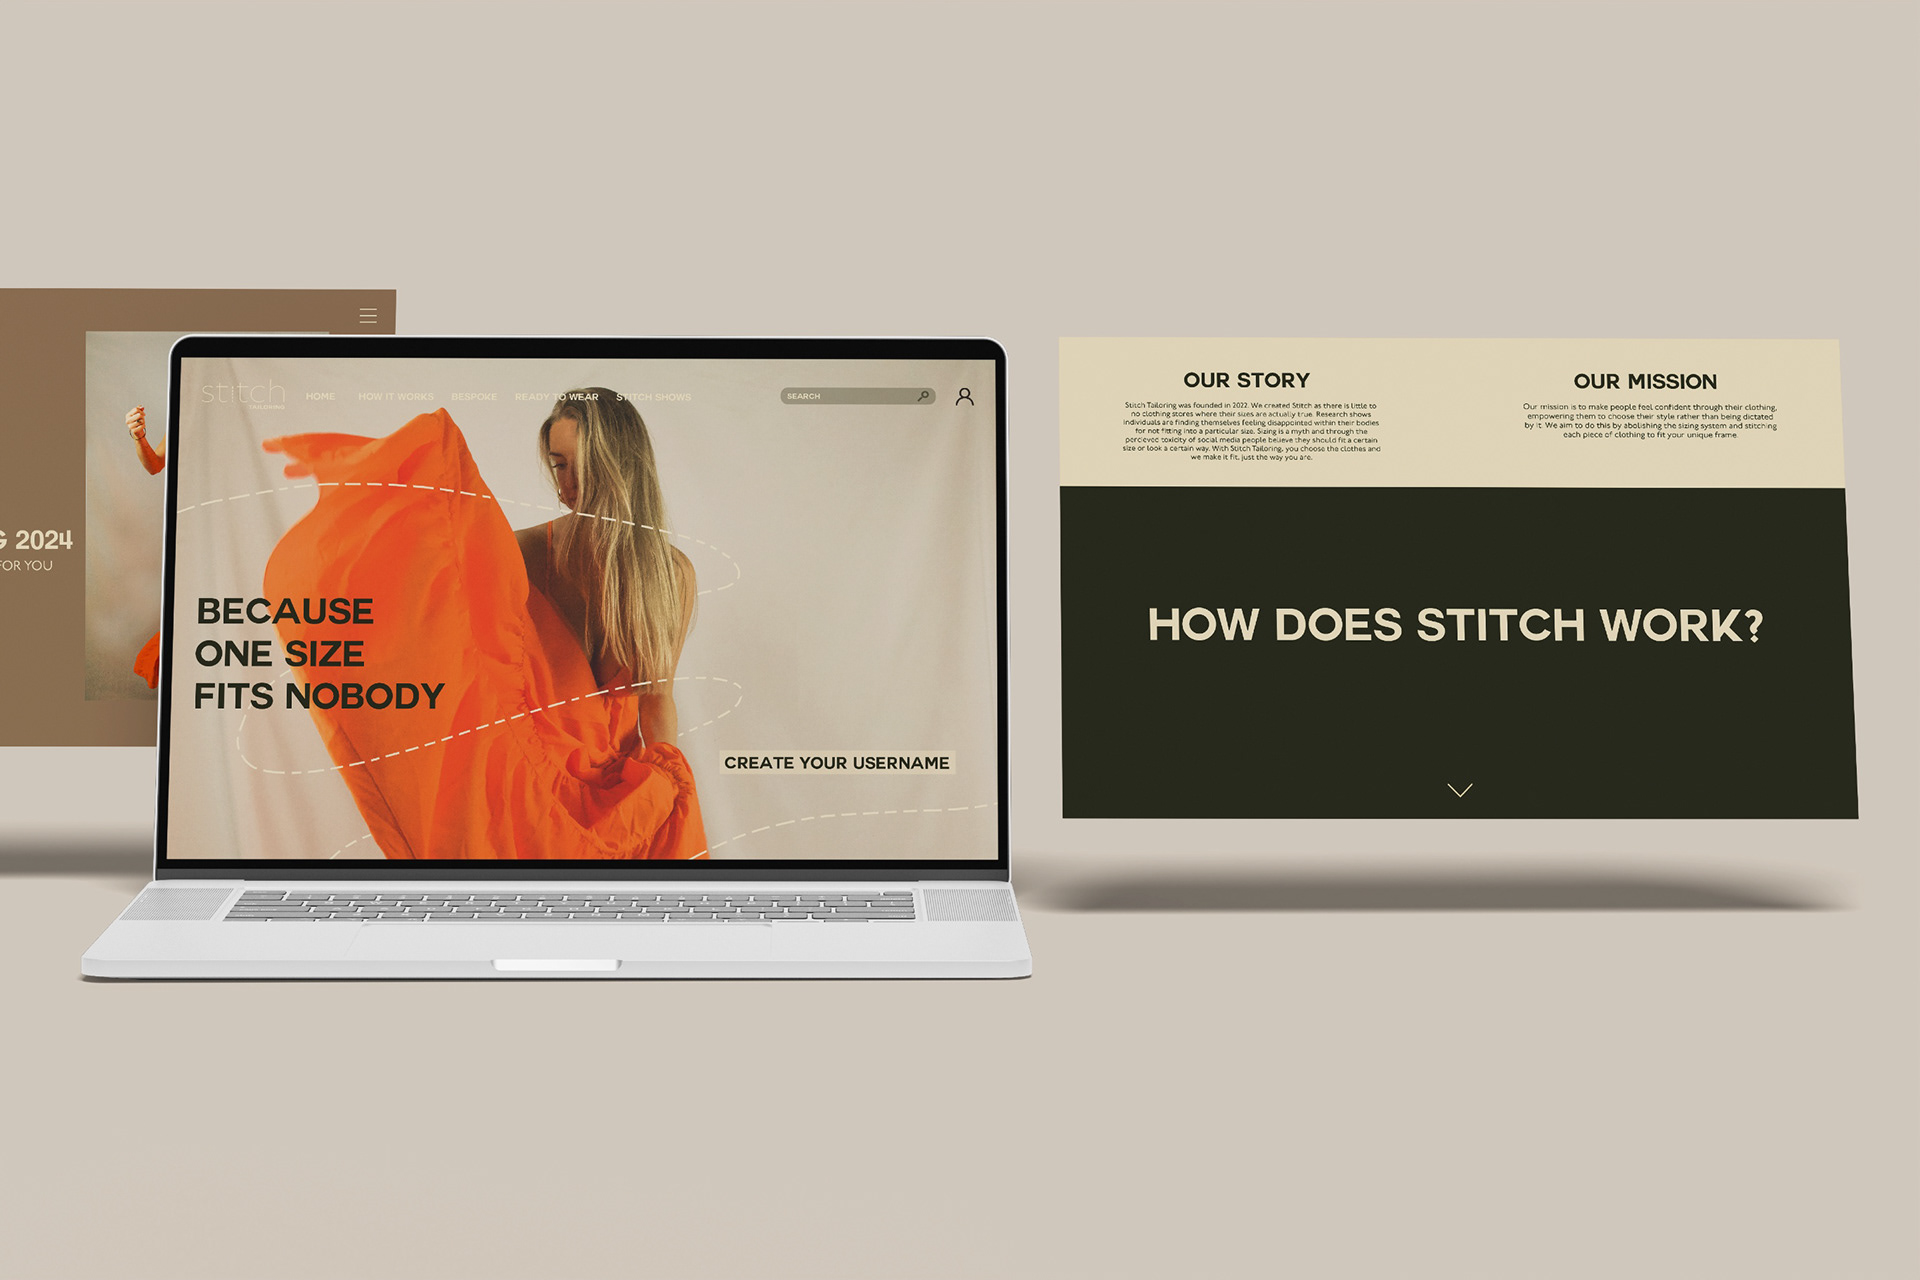 G 2024
FOR YOU
stitch
TAILORING
HOME HOW IT WORKS BESPOKE READY TO WEAR STITCH SHOWS
SEARCH
BECAUSE
ONE SIZE
FITS NOBODY
CREATE YOUR USERNAME
OUR STORY
Stitch Tailoring was founded in 2022. We created Stitch as there is little to
no clothing stores where their sizes are actually true. Research shows
individuals are finding themselves feeling disappointed within their bodies
for not fitting into a particular size. Sizing is a myth and through the
percieved toxicity of social media people believe they should fit a certain
size or look a certain way. With Stitch Tailoring, you choose the clothes and
we make it fit, just the way you are.
OUR MISSION
Our mission is to make people feel confident through their clothing,
empowering them to choose their style rather than being dictated
by it. We aim to do this by abolishing the sizing system and stitching
each piece of clothing to fit your unique frame.
HOW DOES STITCH WORK?